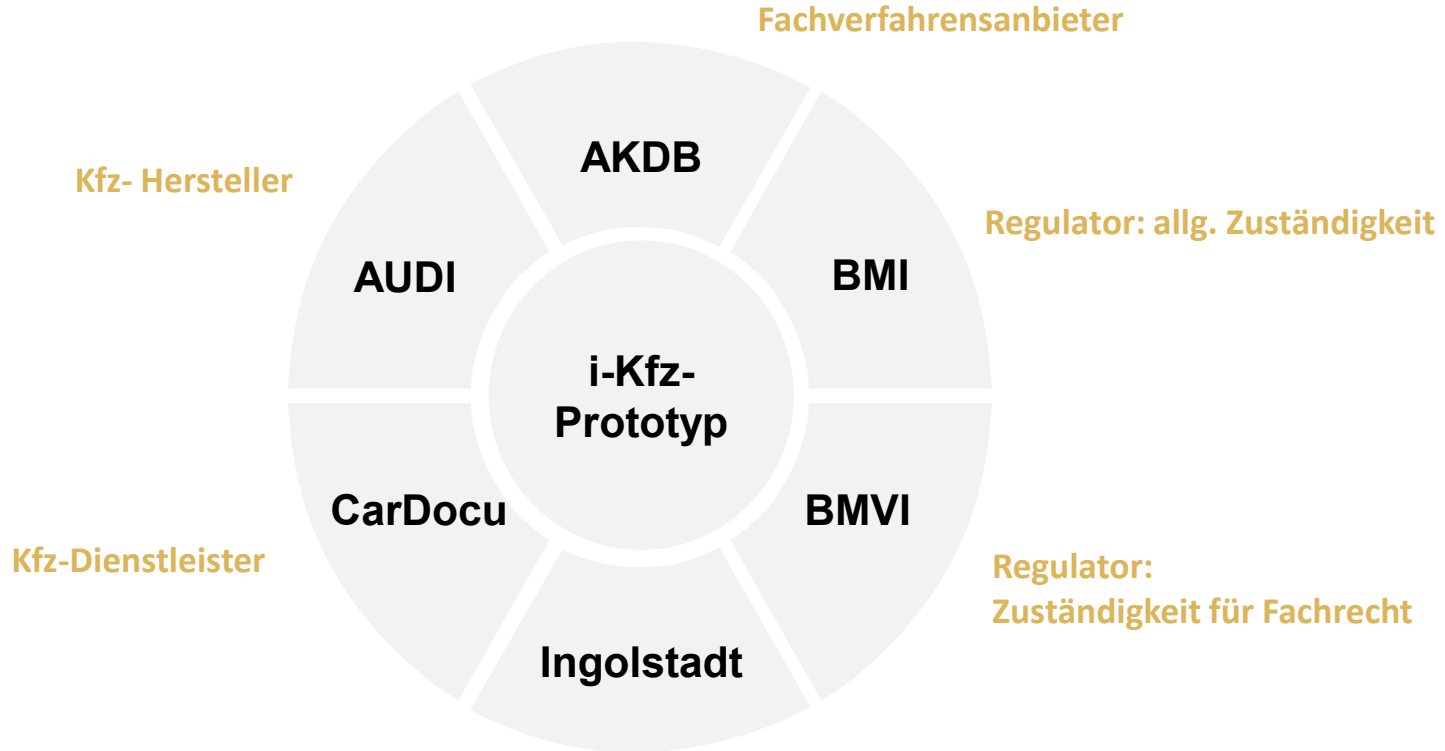 Fachverfahrensanbieter
AKDB
Kfz- Hersteller
Regulator: allg. Zuständigkeit
AUDI
BMI
i-Kfz-
Prototyp
CarDocu
BMVI
Kfz-Dienstleister
Regulator:
Zuständigkeit für Fachrecht
Ingolstadt